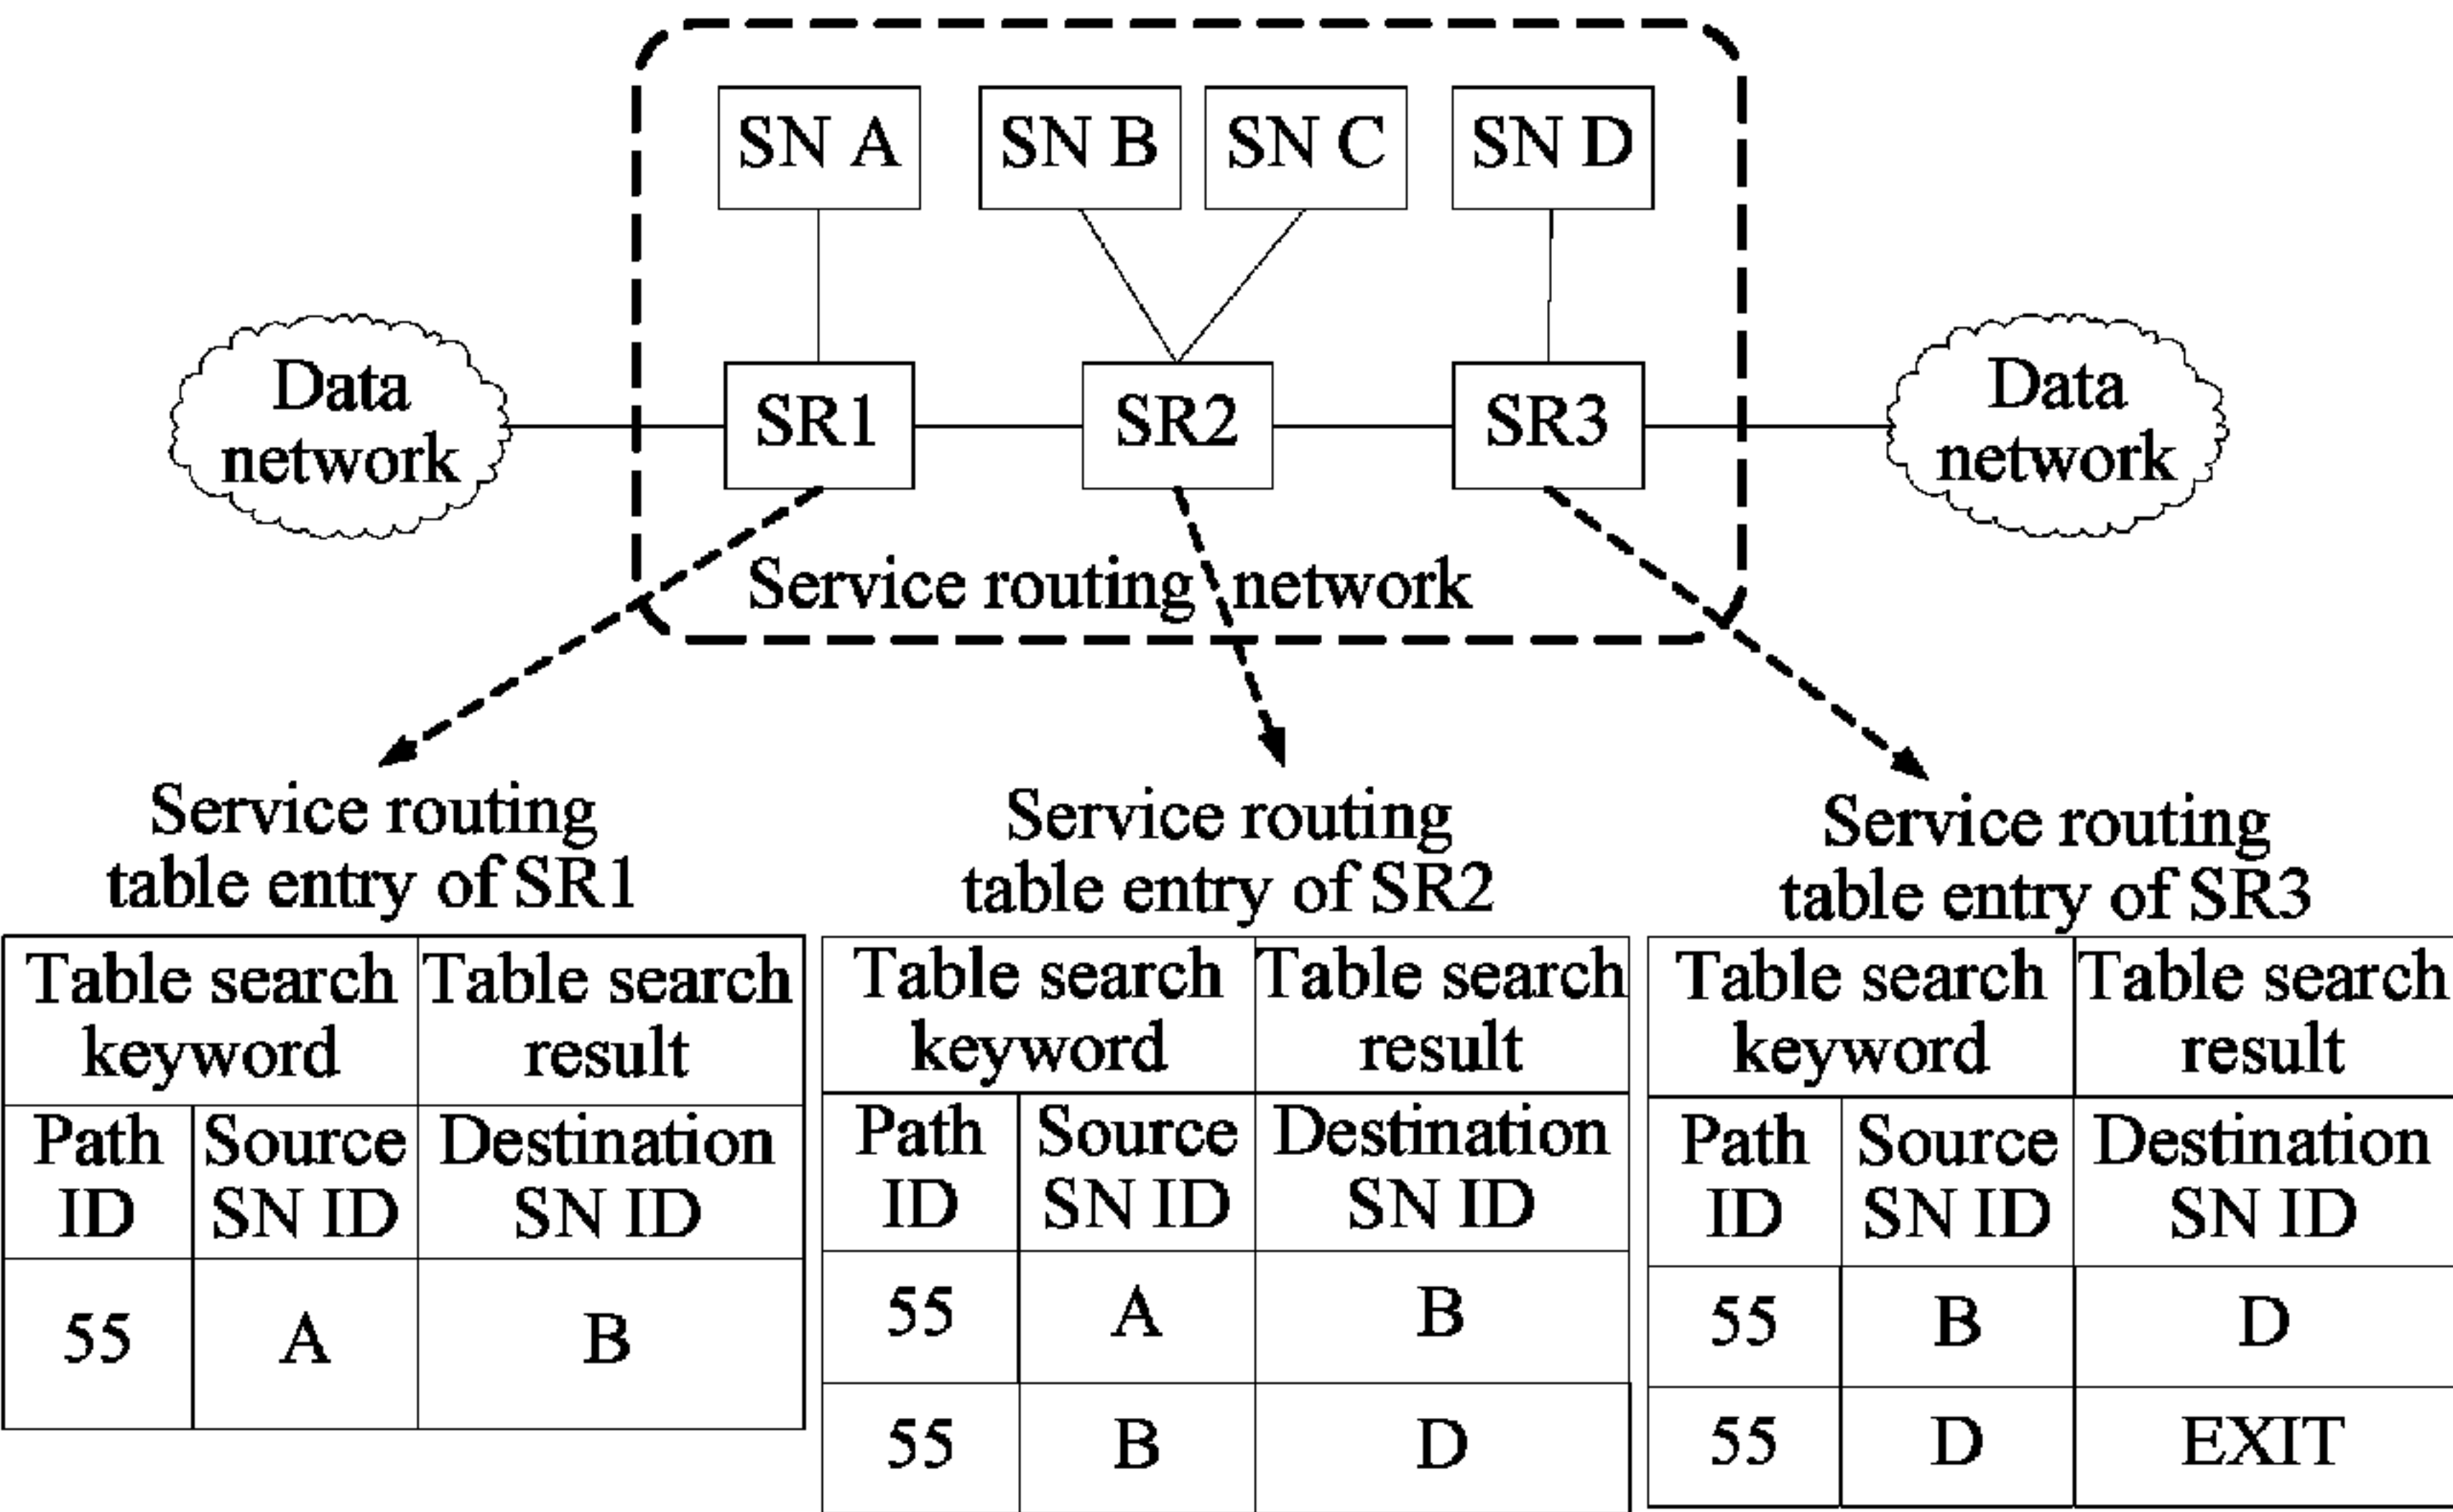 SN A
SN B
SN C
SN D
Data
network
SR1
SR2
SR3
Data
network
Service routing network
Service routing
table entry of SR1
Table search
keyword
Table search
result
Path
ID
Source
SN ID
Destination
SN ID
55 A B
Service routing
table entry of SR2
Table search
keyword
Table search
result
Path
ID
Source
SN ID
Destination
SN ID
55 A B
55 B D
Service routing
table entry of SR3
Table search
keyword
Table search
result
Path
ID
Source
SN ID
Destination
SN ID
55 B D
55 D EXIT